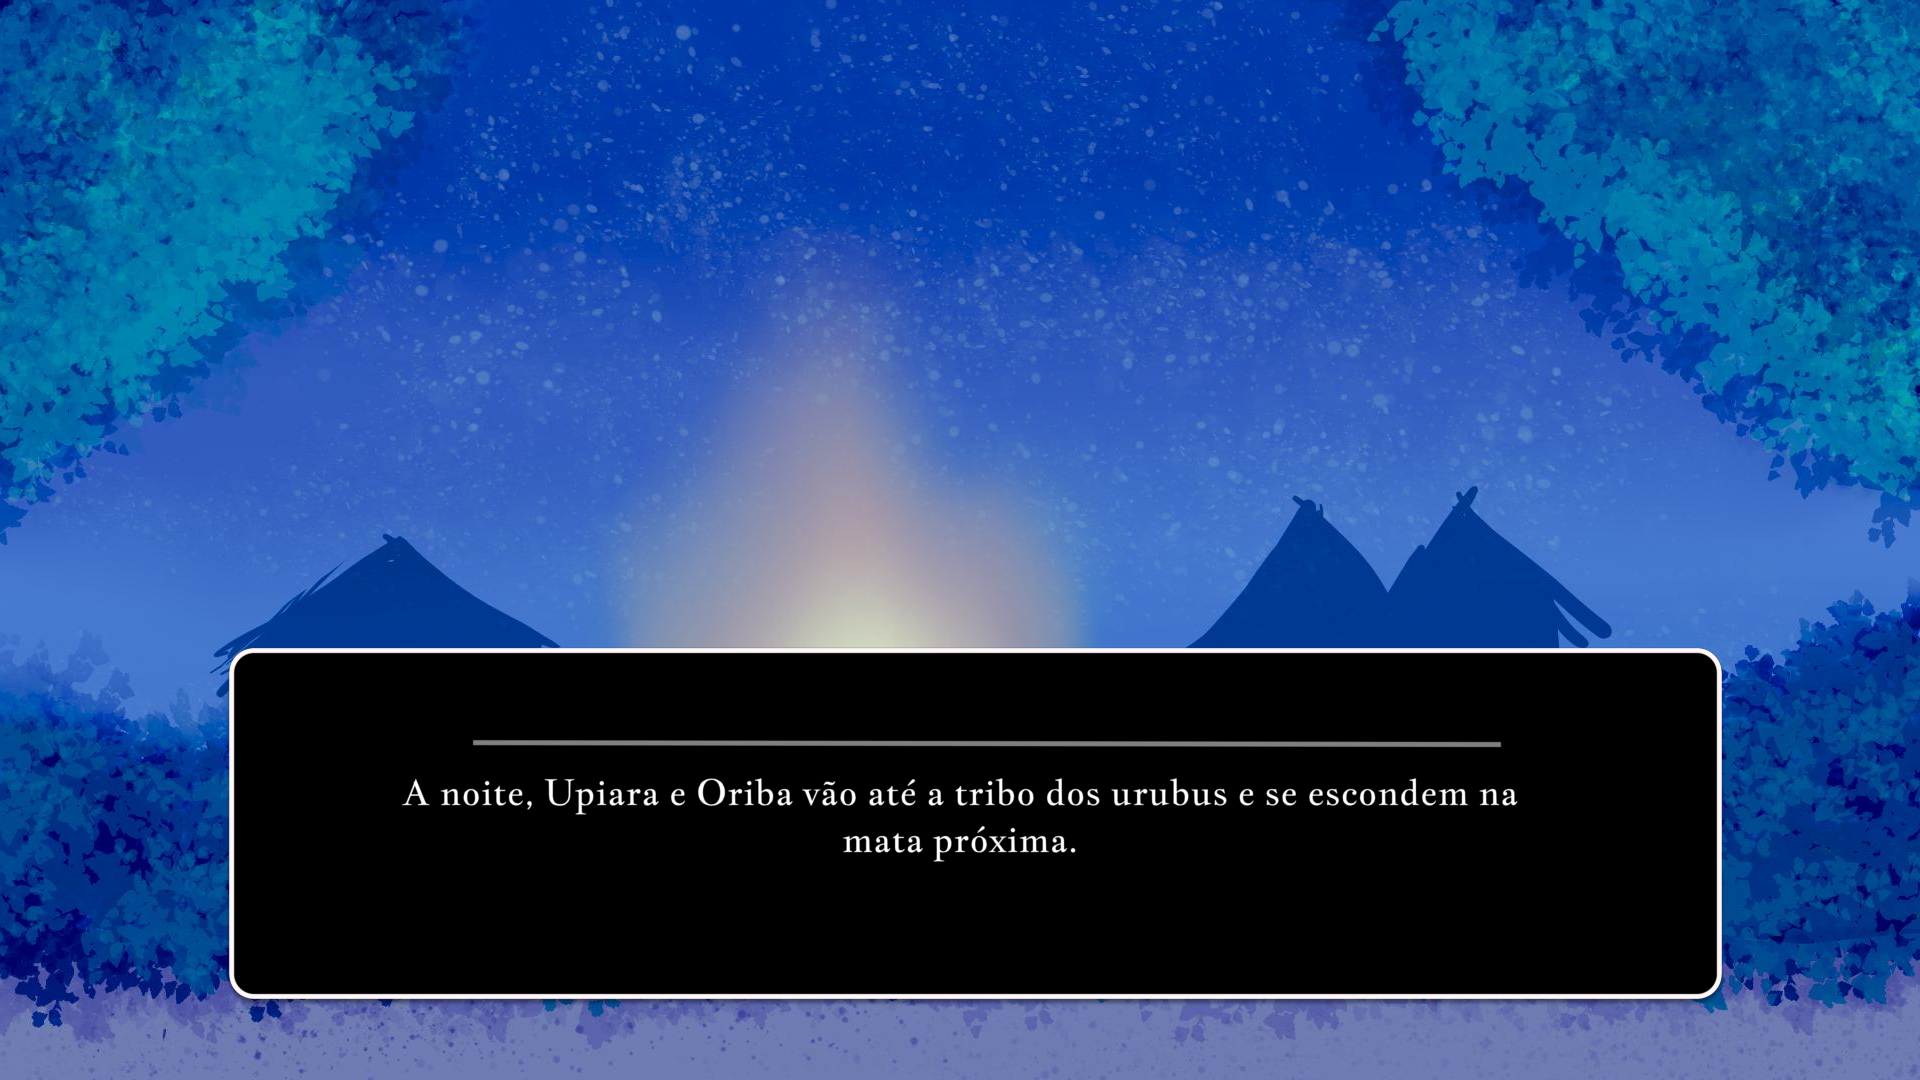 A noite, Upiara e Oriba vão até a tribo dos urubus e se escondem na
mata próxima.